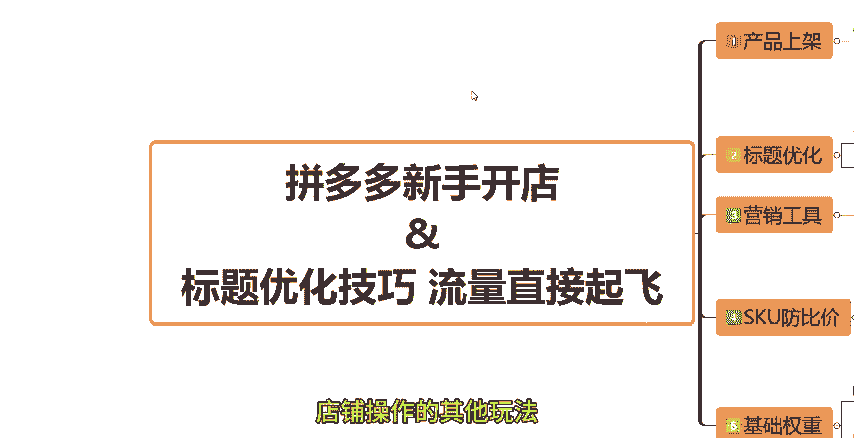 拼多多新手开店
&
标题优化技巧 流量直接起飞
1 产品上架
2 标题优化
3 营销工具
4 SKU防比价
5 基础权重
店铺操作的其他玩法